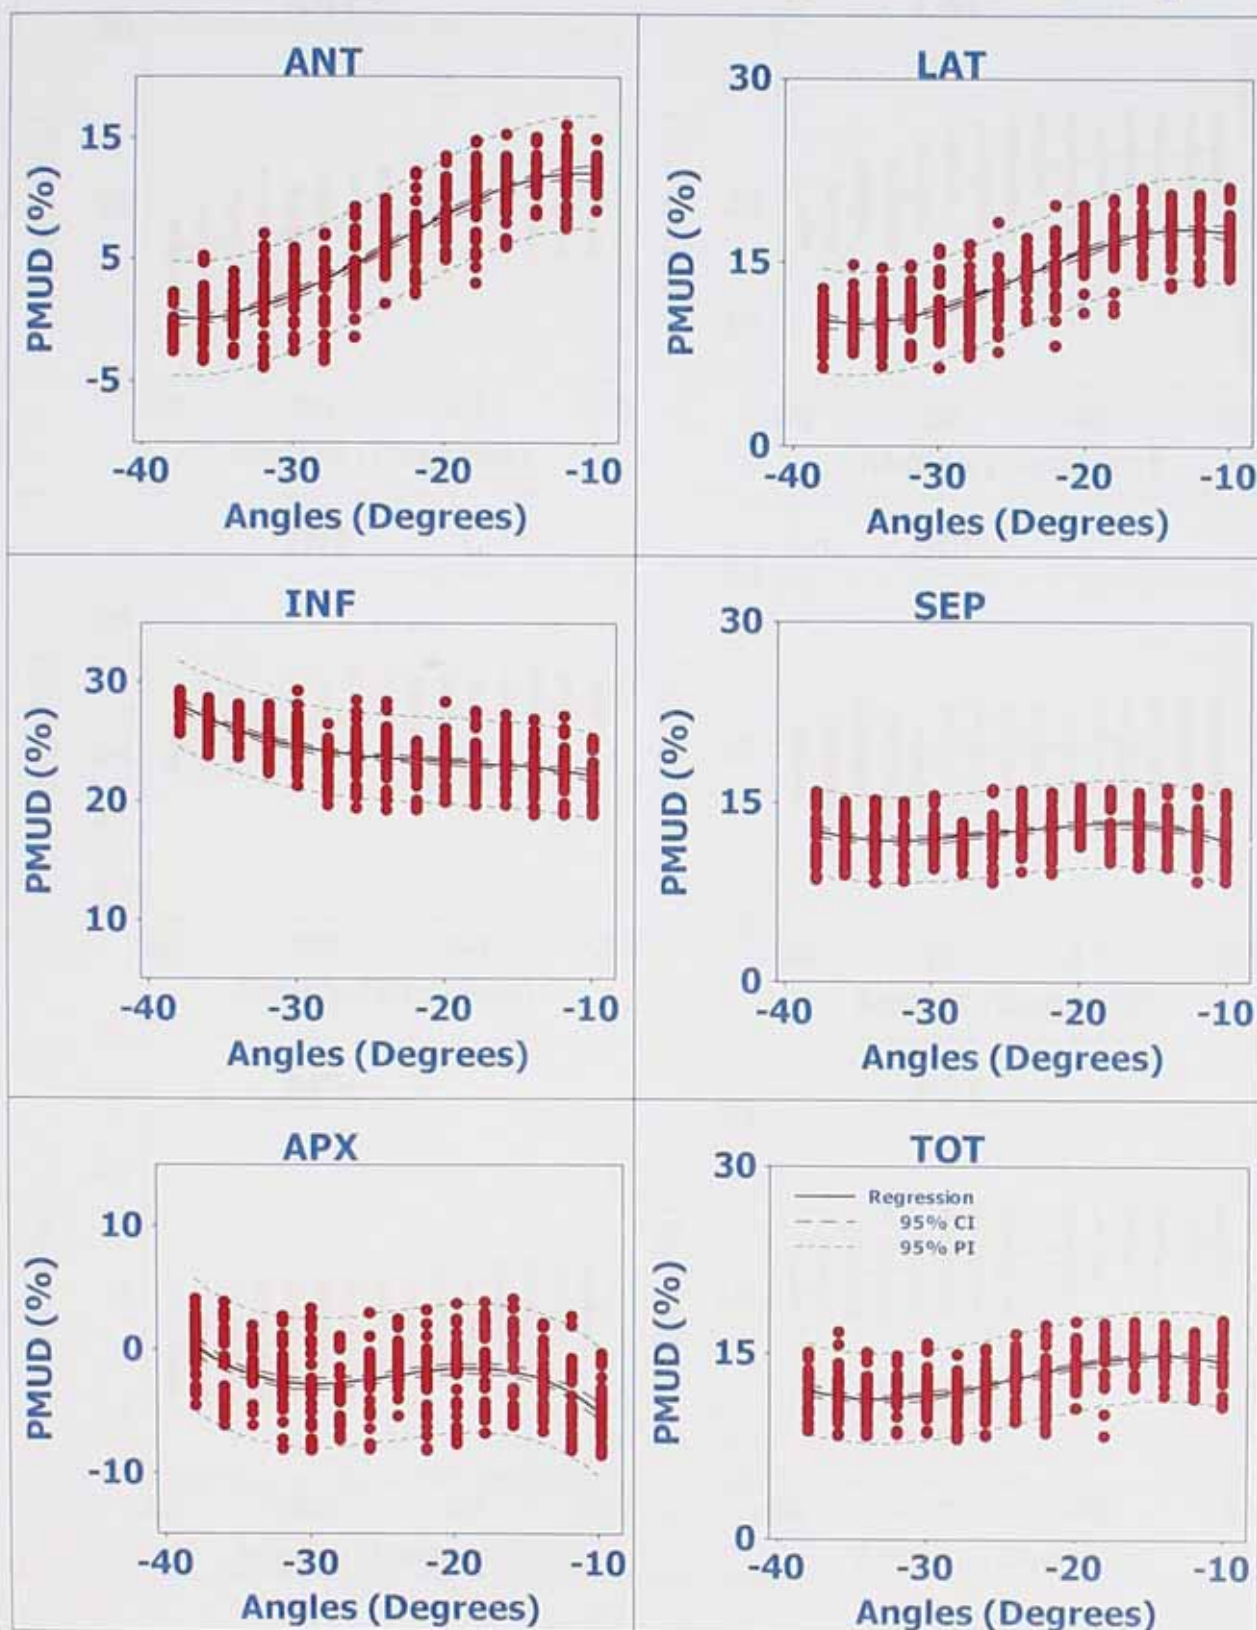 ANT
15
5
-5
PMUD (%)
-40 -30 -20 -10
Angles (Degrees)
LAT
30
15
0
PMUD (%)
-40 -30 -20 -10
Angles (Degrees)
INF
30
20
10
PMUD (%)
-40 -30 -20 -10
Angles (Degrees)
SEP
30
15
0
PMUD (%)
-40 -30 -20 -10
Angles (Degrees)
APX
10
0
-10
PMUD (%)
-40 -30 -20 -10
Angles (Degrees)
TOT
30
15
0
Regression
95% CI
95% PI
PMUD (%)
-40 -30 -20 -10
Angles (Degrees)